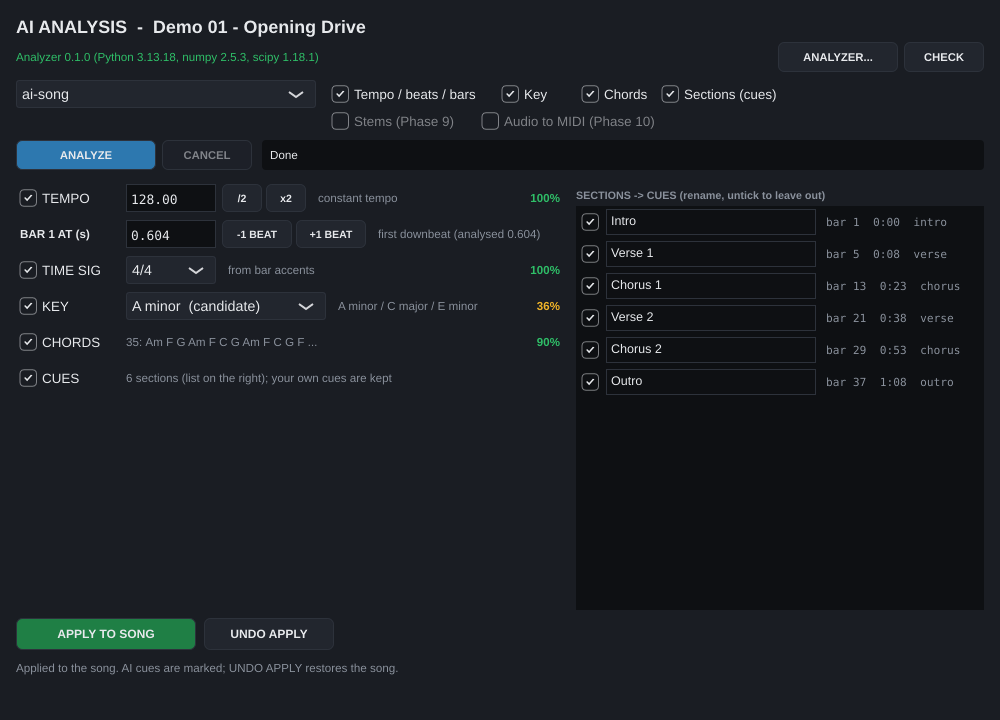 AI ANALYSIS - Demo 01 - Opening Drive
Analyzer 0.1.0 (Python 3.13.18, numpy 2.5.3, scipy 1.18.1)
ANALYZER... CHECK
ai-song
Tempo / beats / bars Key Chords Sections (cues)
Stems (Phase 9) Audio to MIDI (Phase 10)
ANALYZE CANCEL Done
TEMPO 128.00 /2 x2 constant tempo 100%
BAR 1 AT (s) 0.604 -1 BEAT +1 BEAT first downbeat (analysed 0.604)
TIME SIG 4/4 from bar accents 100%
KEY A minor (candidate) A minor / C major / E minor 36%
CHORDS 35: Am F G Am F C G Am F C G F ... 90%
CUES 6 sections (list on the right); your own cues are kept
SECTIONS -> CUES (rename, untick to leave out)
Intro bar 1 0:00 intro
Verse 1 bar 5 0:08 verse
Chorus 1 bar 13 0:23 chorus
Verse 2 bar 21 0:38 verse
Chorus 2 bar 29 0:53 chorus
Outro bar 37 1:08 outro
APPLY TO SONG UNDO APPLY
Applied to the song. AI cues are marked; UNDO APPLY restores the song.